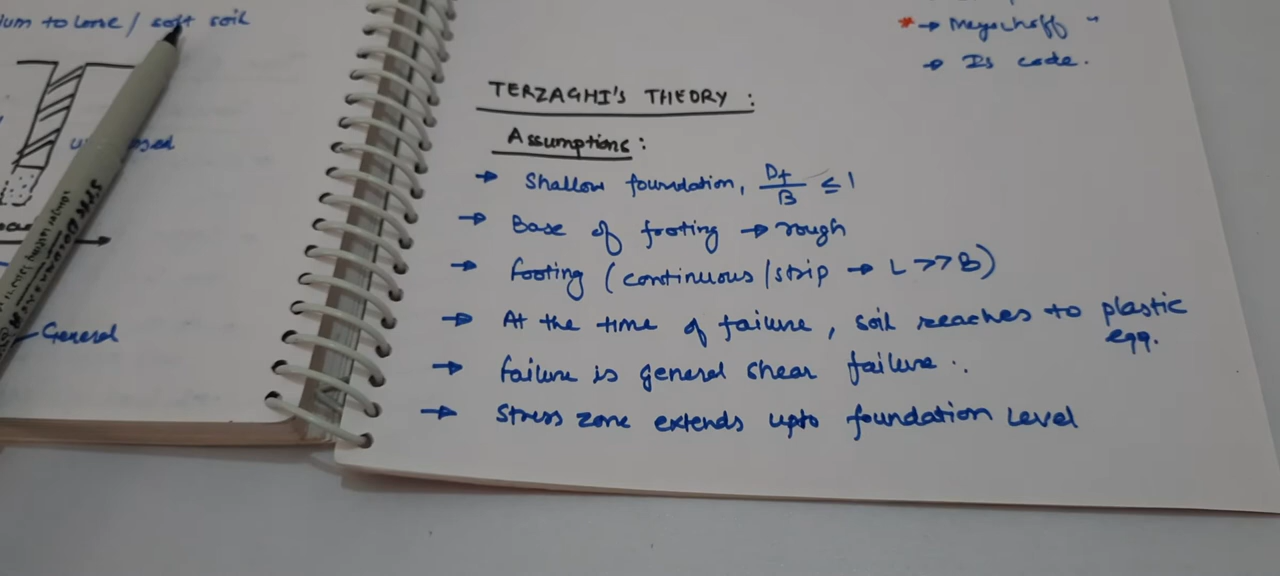 to lone / soft soil
General
* → Meyerhoff "
→ Is code.
TERZAGHI'S THEORY :
Assumptions :
→ Shallow foundation, Df/B ≤ 1
→ Base of footing → rough
→ footing (continuous/strip → L >> B)
→ At the time of failure, soil reaches to plastic
eqq.
→ failure is general shear failure.
→ Stress zone extends upto foundation Level